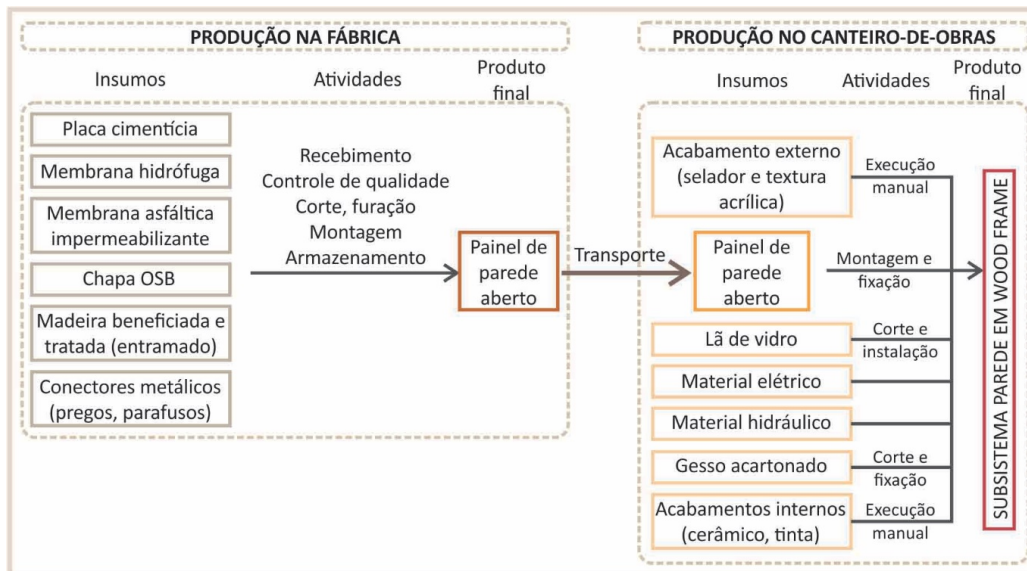 PRODUÇÃO NA FÁBRICA
Insumos
Atividades
Produto
final
Placa cimentícia
Membrana hidrófuga
Membrana asfáltica
impermeabilizante
Chapa OSB
Madeira beneficiada e
tratada (entramado)
Conectores metálicos
(pregos, parafusos)
Recebimento
Controle de qualidade
Corte, furação
Montagem
Armazenamento
Painel de
parede
aberto
Transporte
PRODUÇÃO NO CANTEIRO-DE-OBRAS
Insumos
Atividades
Produto
final
Acabamento externo
(selador e textura
acrílica)
Execução
manual
Painel de
parede
aberto
Montagem e
fixação
Lã de vidro
Corte e
instalação
Material elétrico
Material hidráulico
Gesso acartonado
Corte e
fixação
Acabamentos internos
(cerâmico, tinta)
Execução
manual
SUBSISTEMA PAREDE EM WOOD FRAME